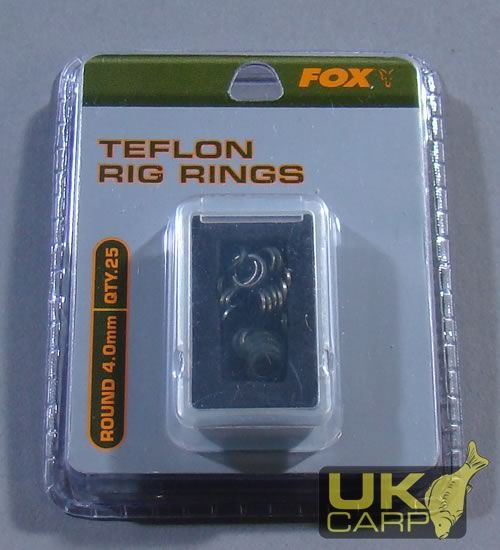 FOX
TEFLON
RIG RINGS
ROUND 4.0mm QTY.25
UK
CARP